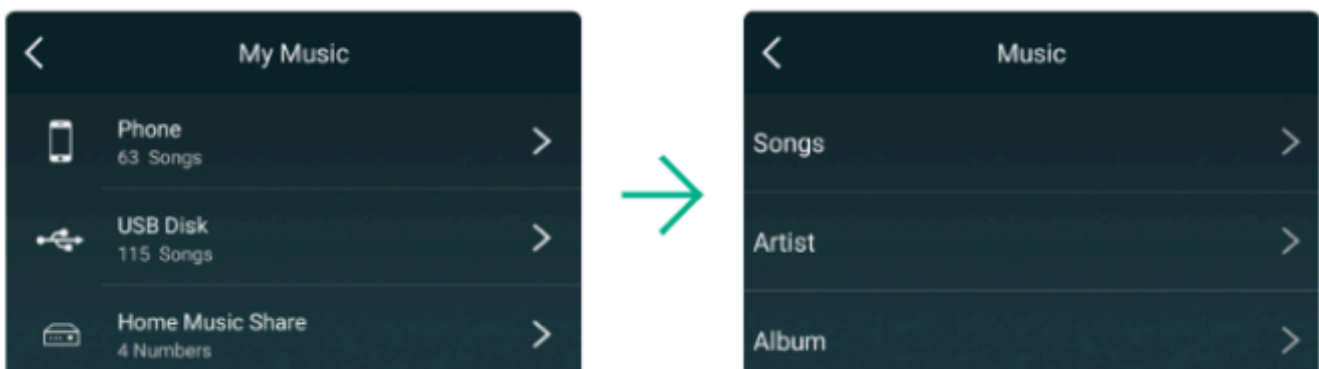 My Music
Phone
63 Songs
USB Disk
115 Songs
Home Music Share
4 Numbers
Music
Songs
Artist
Album